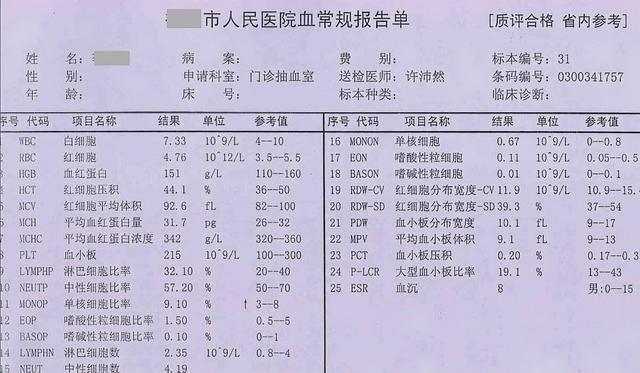 市人民医院血常规报告单 [质评合格 省内参考]
姓 名: 病 案: 费 别: 标本编号: 31
性 别: 申请科室: 门诊抽血室 送检医师: 许沛然 条码编号: 0300341757
年 龄: 床 号: 标本种类: 临床诊断:
序号 代码 项目名称 结果 单位 参考值
1 WBC 白细胞 7.33 10^9/L 4--10
2 RBC 红细胞 4.76 10^12/L 3.5--5.5
3 HGB 血红蛋白 151 g/L 110--160
4 HCT 红细胞压积 44.1 % 36--50
5 MCV 红细胞平均体积 92.6 fL 82--100
6 MCH 平均血红蛋白量 31.7 pg 26--32
7 MCHC 平均血红蛋白浓度 342 g/L 320--360
8 PLT 血小板 215 10^9/L 100--300
9 LYMPHP 淋巴细胞比率 32.10 % 20--40
10 NEUTP 中性细胞比率 57.20 % 50--70
11 MONOP 单核细胞比率 9.10 % ↑ 3--8
12 EOP 嗜酸性粒细胞比率 1.50 % 0.5--5
13 BASOP 嗜碱性粒细胞比率 0.10 % 0--1
14 LYMPHN 淋巴细胞数 2.35 10^9/L 0.8--4
15 NEUT 中性细胞数 4.19
序号 代码 项目名称 结果 单位 参考值
16 MONON 单核细胞 0.67 10^9/L 0--0.8
17 EON 嗜酸性粒细胞 0.11 10^9/L 0.05--0.5
18 BASON 嗜碱性粒细胞 0.01 10^9/L 0--0.1
19 RDW-CV 红细胞分布宽度-CV 11.9 10^9/L 10.9--15.4
20 RDW-SD 红细胞分布宽度-SD 39.3 % 37--54
21 PDW 血小板分布宽度 10.1 fL 9--17
22 MPV 平均血小板体积 9.1 fL 9--13
23 PCT 血小板压积 0.20 % 0.17--0.3
24 P-LCR 大型血小板比率 19.1 % 13--43
25 ESR 血沉 8 男:0--15